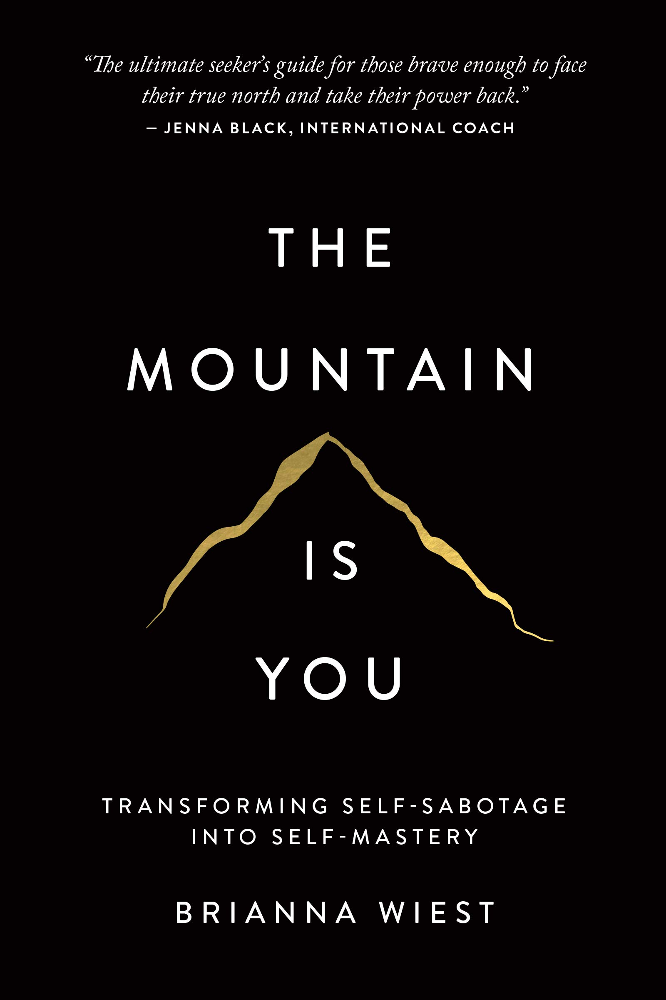 “The ultimate seeker’s guide for those brave enough to face
their true north and take their power back.”
– JENNA BLACK, INTERNATIONAL COACH
THE
MOUNTAIN
IS
YOU
TRANSFORMING SELF-SABOTAGE
INTO SELF-MASTERY
BRIANNA WIEST